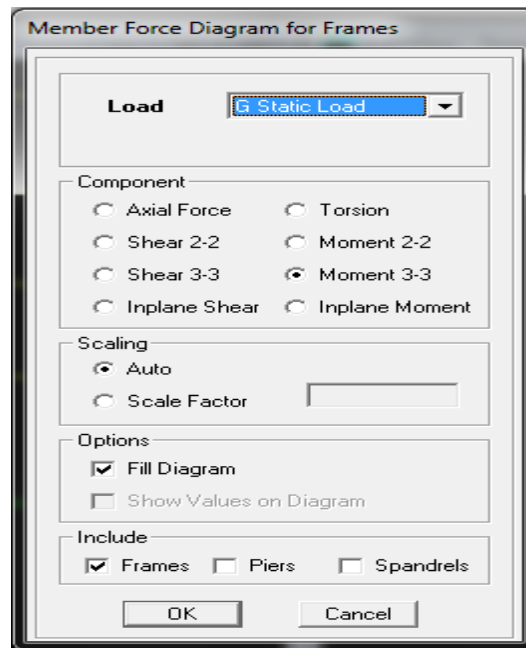 Member Force Diagram for Frames
Load G Static Load
Component
Axial Force Torsion
Shear 2-2 Moment 2-2
Shear 3-3 Moment 3-3
Inplane Shear Inplane Moment
Scaling
Auto
Scale Factor
Options
Fill Diagram
Show Values on Diagram
Include
Frames Piers Spandrels
OK Cancel